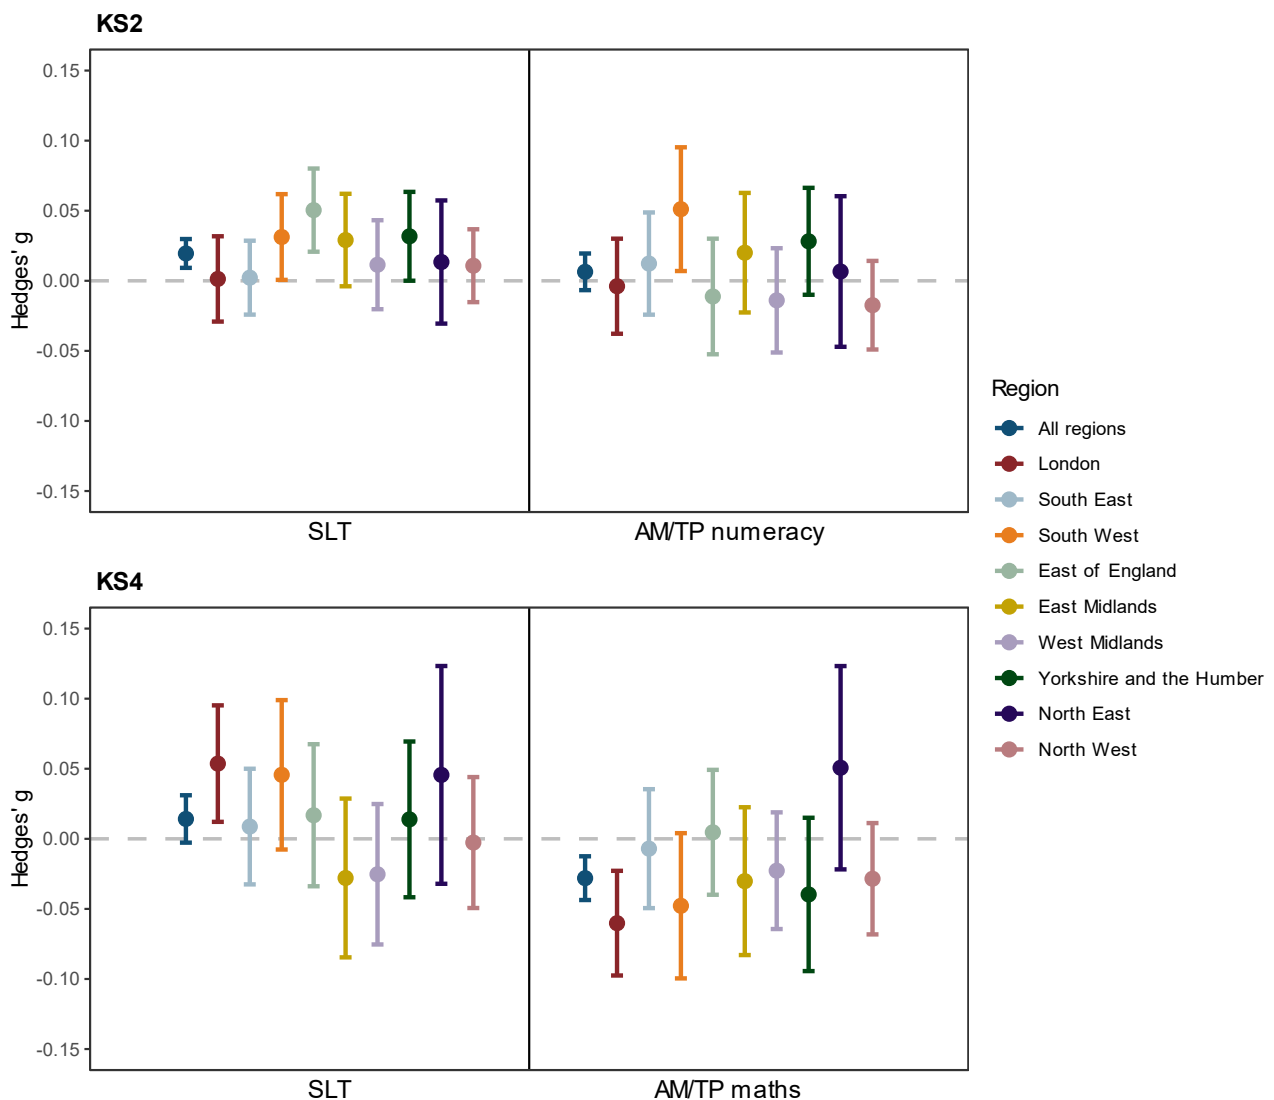 KS2
Hedges' g
0.15
0.10
0.05
0.00
-0.05
-0.10
-0.15
SLT
AM/TP numeracy
KS4
Hedges' g
0.15
0.10
0.05
0.00
-0.05
-0.10
-0.15
SLT
AM/TP maths
Region
All regions
London
South East
South West
East of England
East Midlands
West Midlands
Yorkshire and the Humber
North East
North West